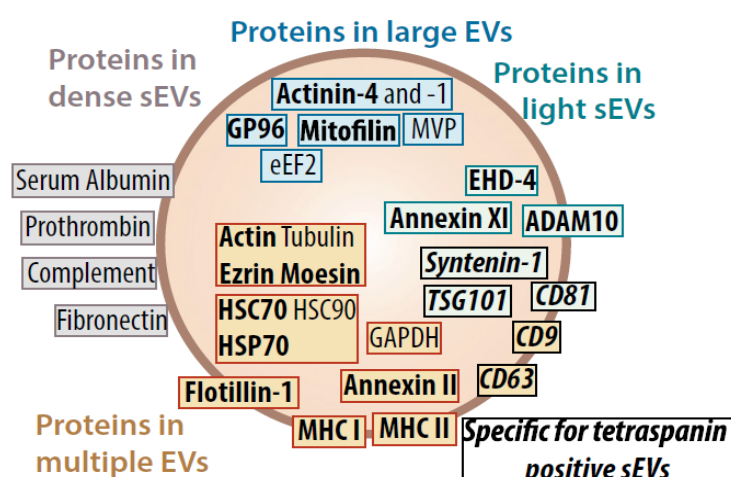 Proteins in large EVs
Proteins in
dense sEVs
Proteins in
light sEVs
Actinin-4 and -1
GP96 Mitofilin MVP
eEF2
Serum Albumin
Prothrombin
Complement
Fibronectin
EHD-4
Annexin XI ADAM10
Actin Tubulin
Ezrin Moesin
Syntenin-1
TSG101 CD81
HSC70 HSC90
HSP70
GAPDH
CD9
Flotillin-1
Annexin II
CD63
MHC I
MHC II
Proteins in
multiple EVs
Specific for tetraspanin
positive sEVs